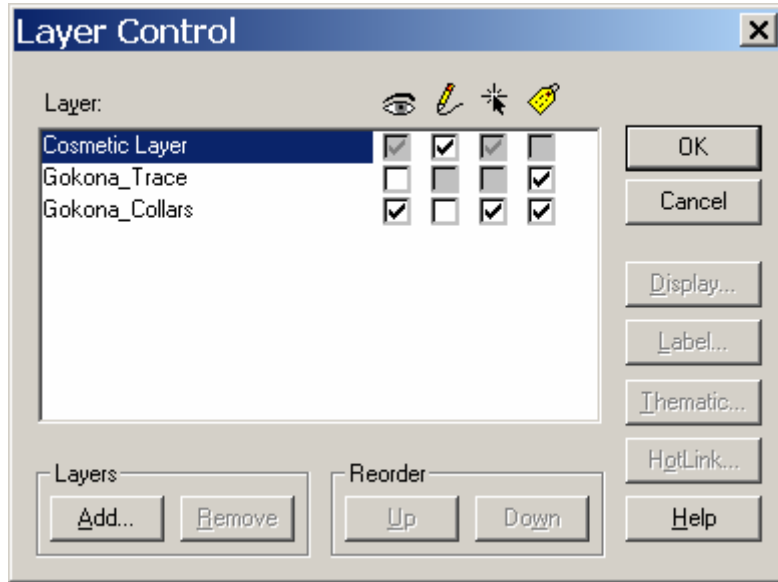 Layer Control
Layer:
Cosmetic Layer
Gokona_Trace
Gokona_Collars
OK
Cancel
Display...
Label...
Thematic...
HotLink...
Help
Layers
Add...
Remove
Reorder
Up
Down